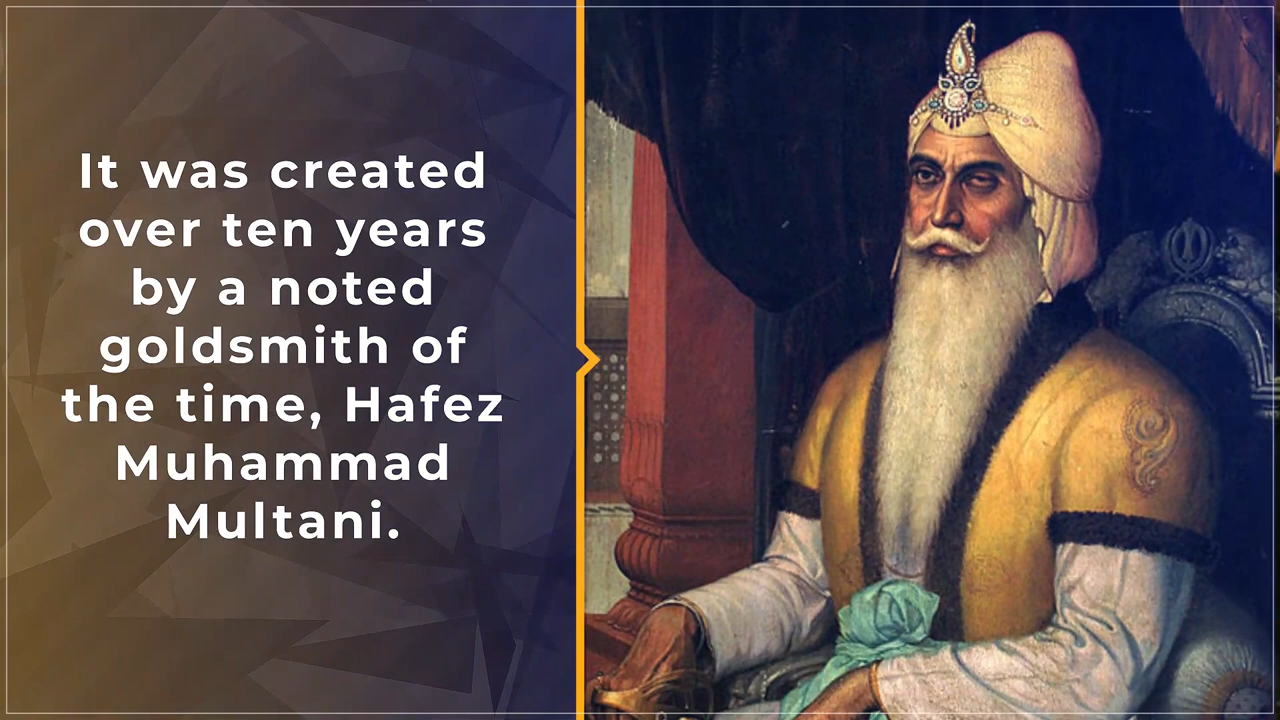 It was created
over ten years
by a noted
goldsmith of
the time, Hafez
Muhammad
Multani.